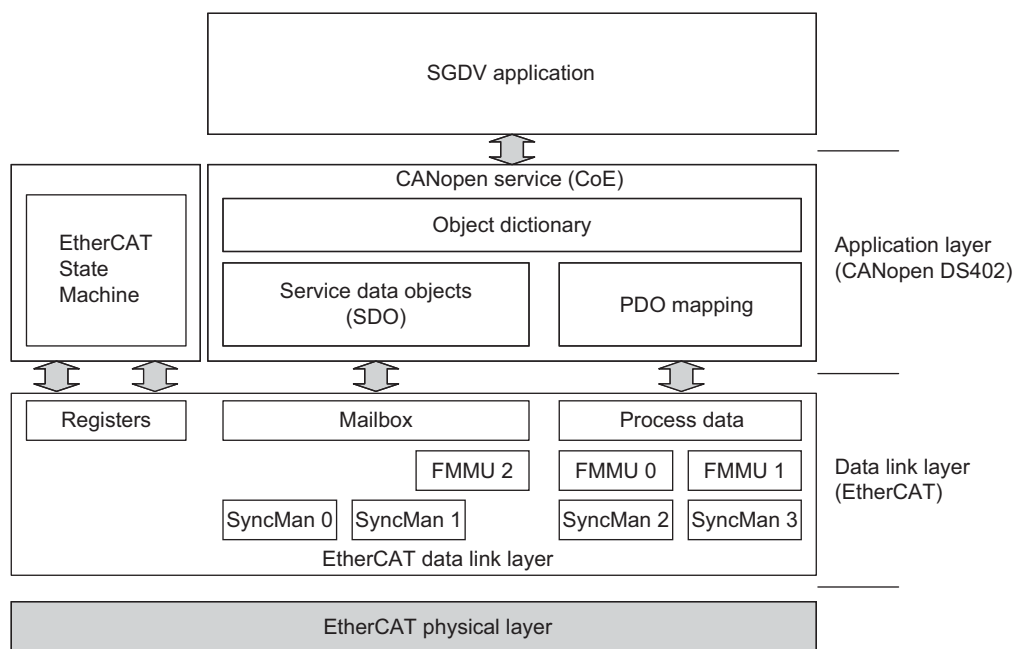 SGDV application
CANopen service (CoE)
Object dictionary
EtherCAT
State
Machine
Service data objects
(SDO)
PDO mapping
Application layer
(CANopen DS402)
Registers
Mailbox
Process data
FMMU 2
FMMU 0
FMMU 1
Data link layer
(EtherCAT)
SyncMan 0
SyncMan 1
SyncMan 2
SyncMan 3
EtherCAT data link layer
EtherCAT physical layer